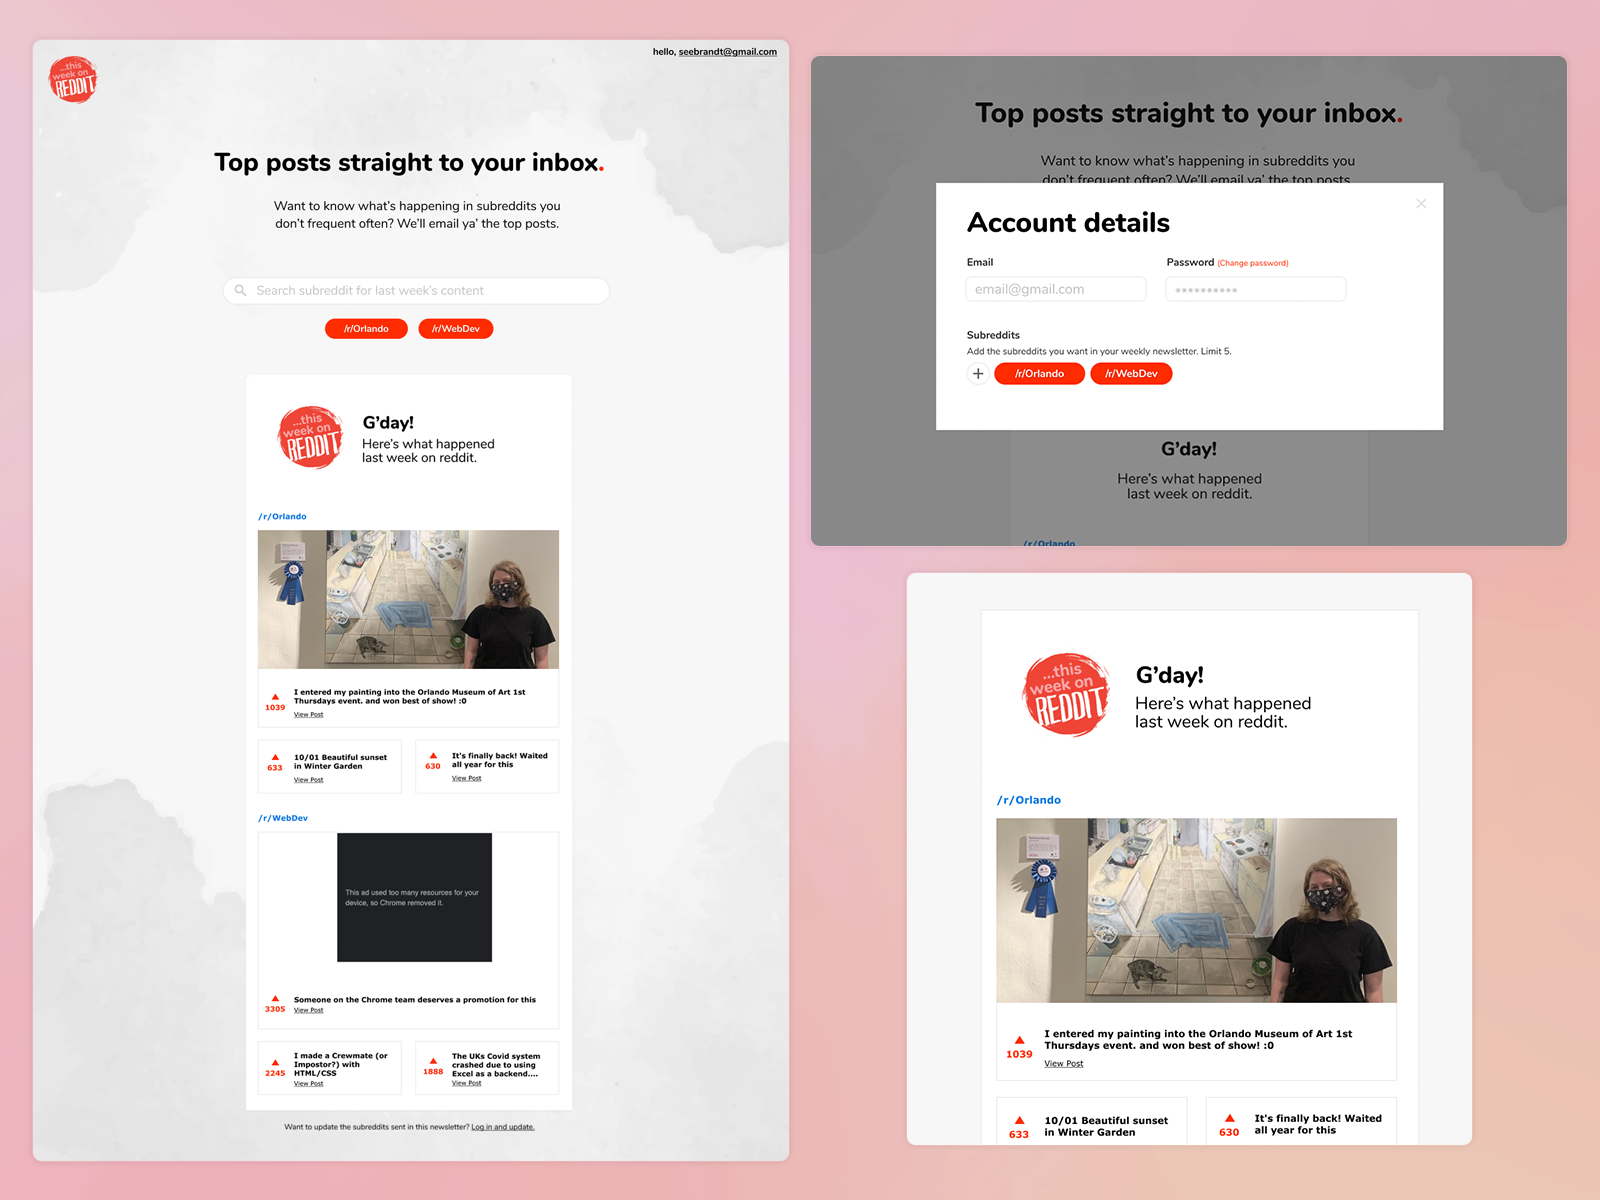 ...this
week on
REDDIT
hello, seebrandt@gmail.com
Top posts straight to your inbox.
Want to know what's happening in subreddits you
don't frequent often? We'll email ya' the top posts.
Search subreddit for last week's content
/r/Orlando
/r/WebDev
...this
week on
REDDIT
G'day!
Here's what happened
last week on reddit.
/r/Orlando
1039
I entered my painting into the Orlando Museum of Art 1st
Thursdays event. and won best of show! :0
View Post
633
10/01 Beautiful sunset
in Winter Garden
View Post
630
It's finally back! Waited
all year for this
View Post
/r/WebDev
This ad used too many resources for your
device, so Chrome removed it.
3305
Someone on the Chrome team deserves a promotion for this
View Post
2245
I made a Crewmate (or
Impostor?) with
HTML/CSS
View Post
1888
The UKs Covid system
crashed due to using
Excel as a backend....
View Post
Want to update the subreddits sent in this newsletter? Log in and update.
Top posts straight to your inbox.
Want to know what's happening in subreddits you
don't frequent often? We'll email ya' the top posts.
Account details
Email
Password (Change password)
email@gmail.com
**********
Subreddits
Add the subreddits you want in your weekly newsletter. Limit 5.
+
/r/Orlando
/r/WebDev
G'day!
Here's what happened
last week on reddit.
/r/Orlando
...this
week on
REDDIT
G'day!
Here's what happened
last week on reddit.
/r/Orlando
1039
I entered my painting into the Orlando Museum of Art 1st
Thursdays event. and won best of show! :0
View Post
633
10/01 Beautiful sunset
in Winter Garden
630
It's finally back! Waited
all year for this